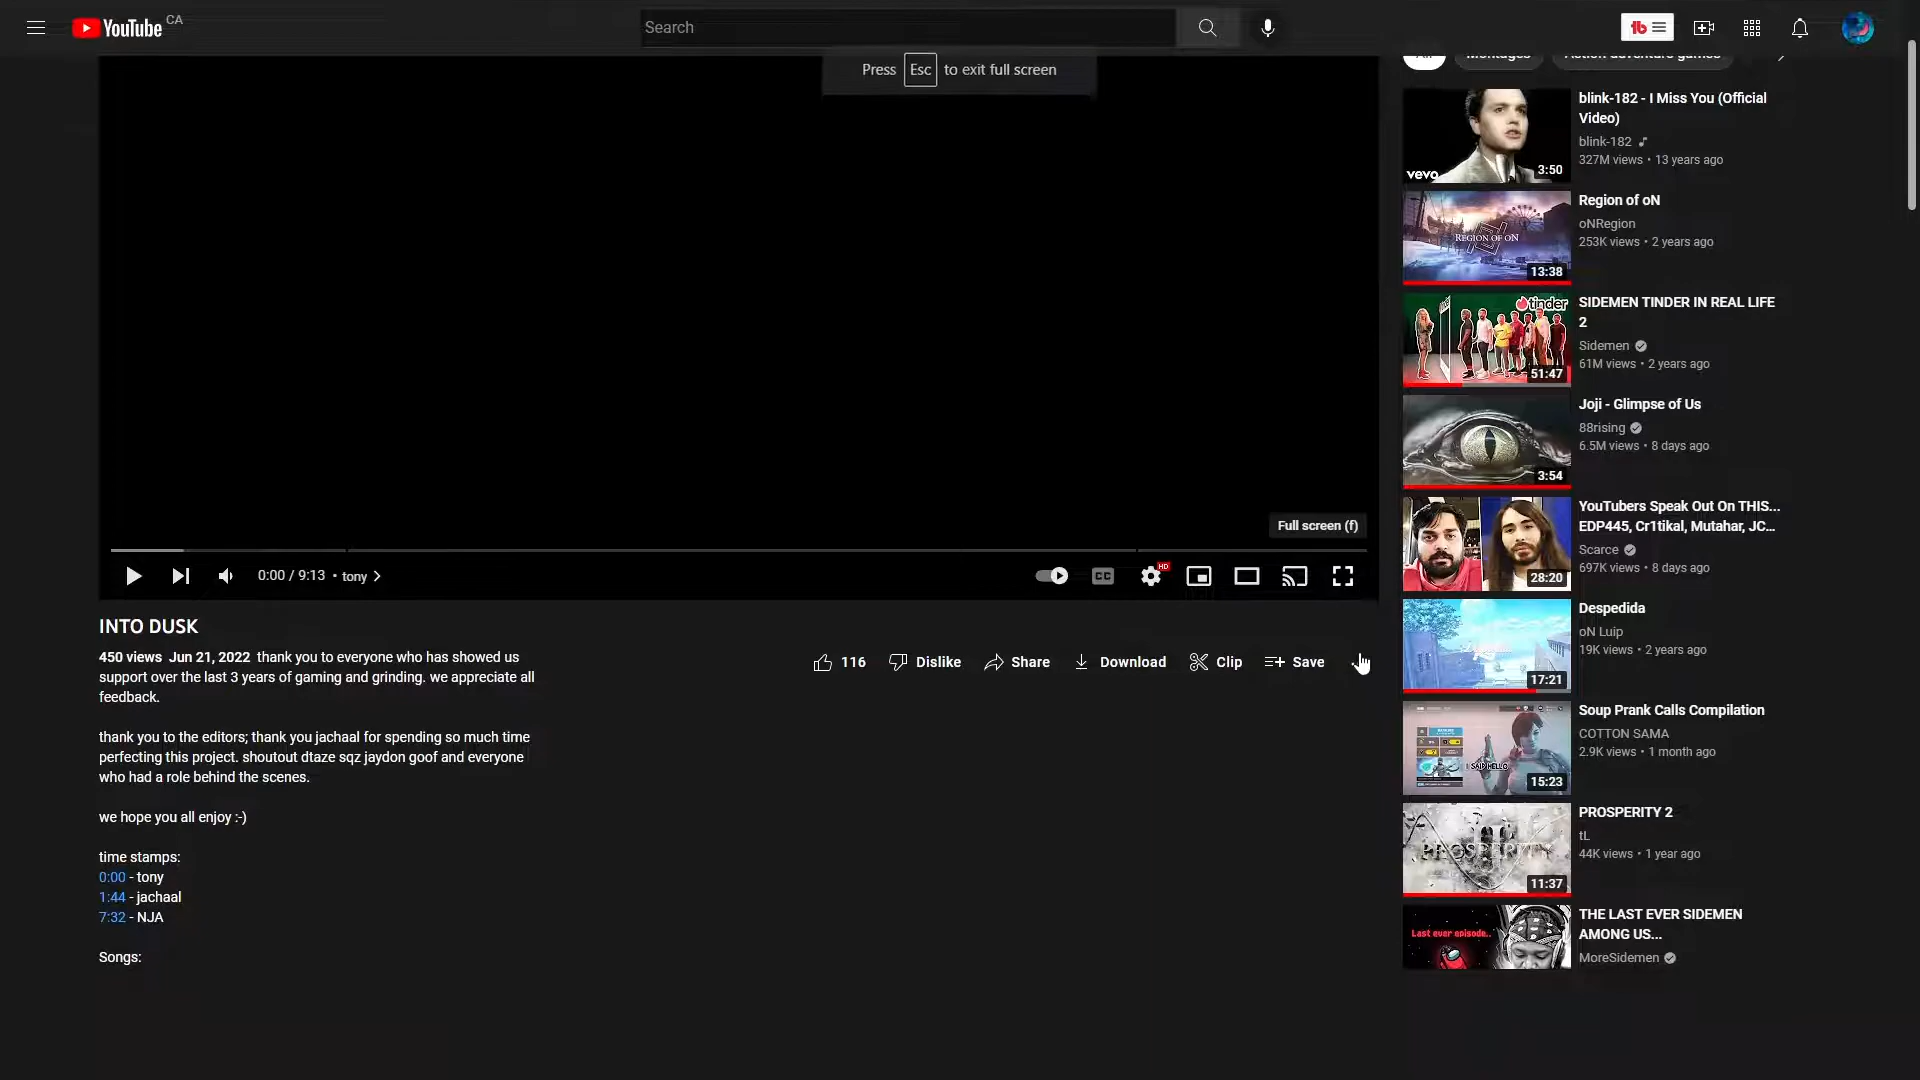 YouTube CA
Search
Press Esc to exit full screen
All Montages Action-adventure games
Full screen (f)
0:00 / 9:13 • tony
CC
HD
INTO DUSK
450 views Jun 21, 2022 thank you to everyone who has showed us
support over the last 3 years of gaming and grinding. we appreciate all
feedback.
thank you to the editors; thank you jachaal for spending so much time
perfecting this project. shoutout dtaze sqz jaydon goof and everyone
who had a role behind the scenes.
we hope you all enjoy :-)
time stamps:
0:00 - tony
1:44 - jachaal
7:32 - NJA
Songs:
116 Dislike Share Download Clip Save
vevo
3:50
blink-182 - I Miss You (Official
Video)
blink-182
327M views • 13 years ago
REGION OF ON
13:38
Region of oN
oNRegion
253K views • 2 years ago
tinder
51:47
SIDEMEN TINDER IN REAL LIFE
2
Sidemen
61M views • 2 years ago
3:54
Joji - Glimpse of Us
88rising
6.5M views • 8 days ago
28:20
YouTubers Speak Out On THIS...
EDP445, Cr1tikal, Mutahar, JC...
Scarce
697K views • 8 days ago
17:21
Despedida
oN Luip
19K views • 2 years ago
I SAID HELLO
15:23
Soup Prank Calls Compilation
COTTON SAMA
2.9K views • 1 month ago
PROSPERITY
11:37
PROSPERITY 2
tL
44K views • 1 year ago
Last ever episode..
THE LAST EVER SIDEMEN
AMONG US...
MoreSidemen